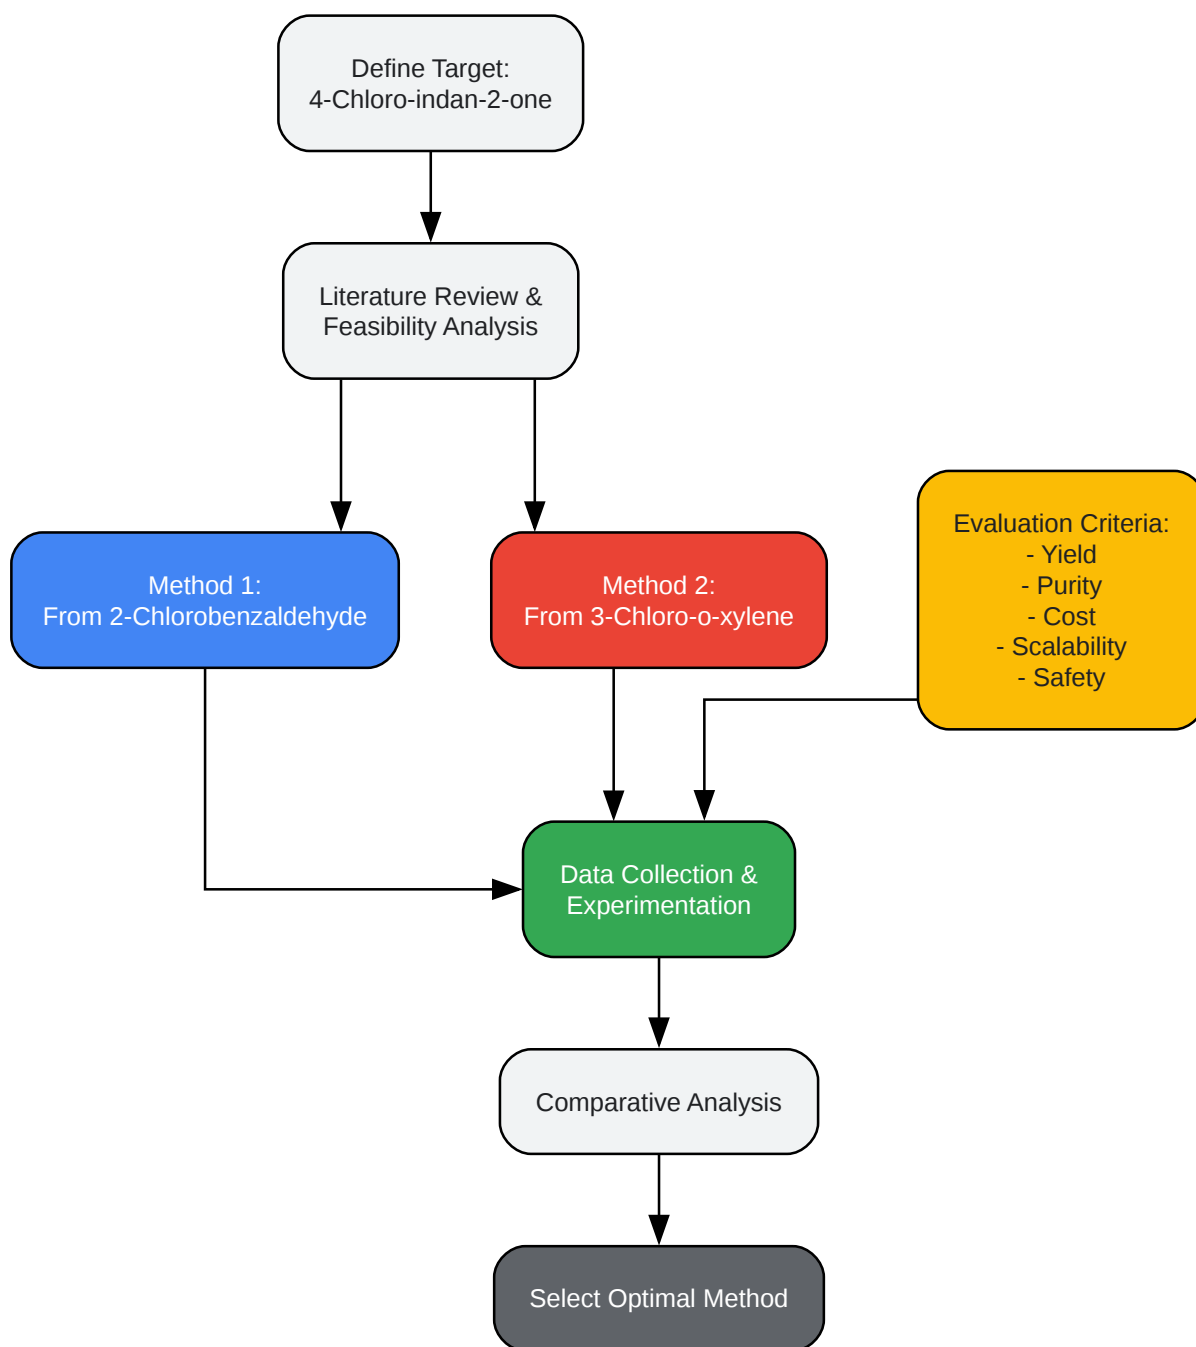 Define Target:
4-Chloro-indan-2-one
Literature Review &
Feasibility Analysis
Method 1:
From 2-Chlorobenzaldehyde
Method 2:
From 3-Chloro-o-xylene
Evaluation Criteria:
- Yield
- Purity
- Cost
- Scalability
- Safety
Data Collection &
Experimentation
Comparative Analysis
Select Optimal Method